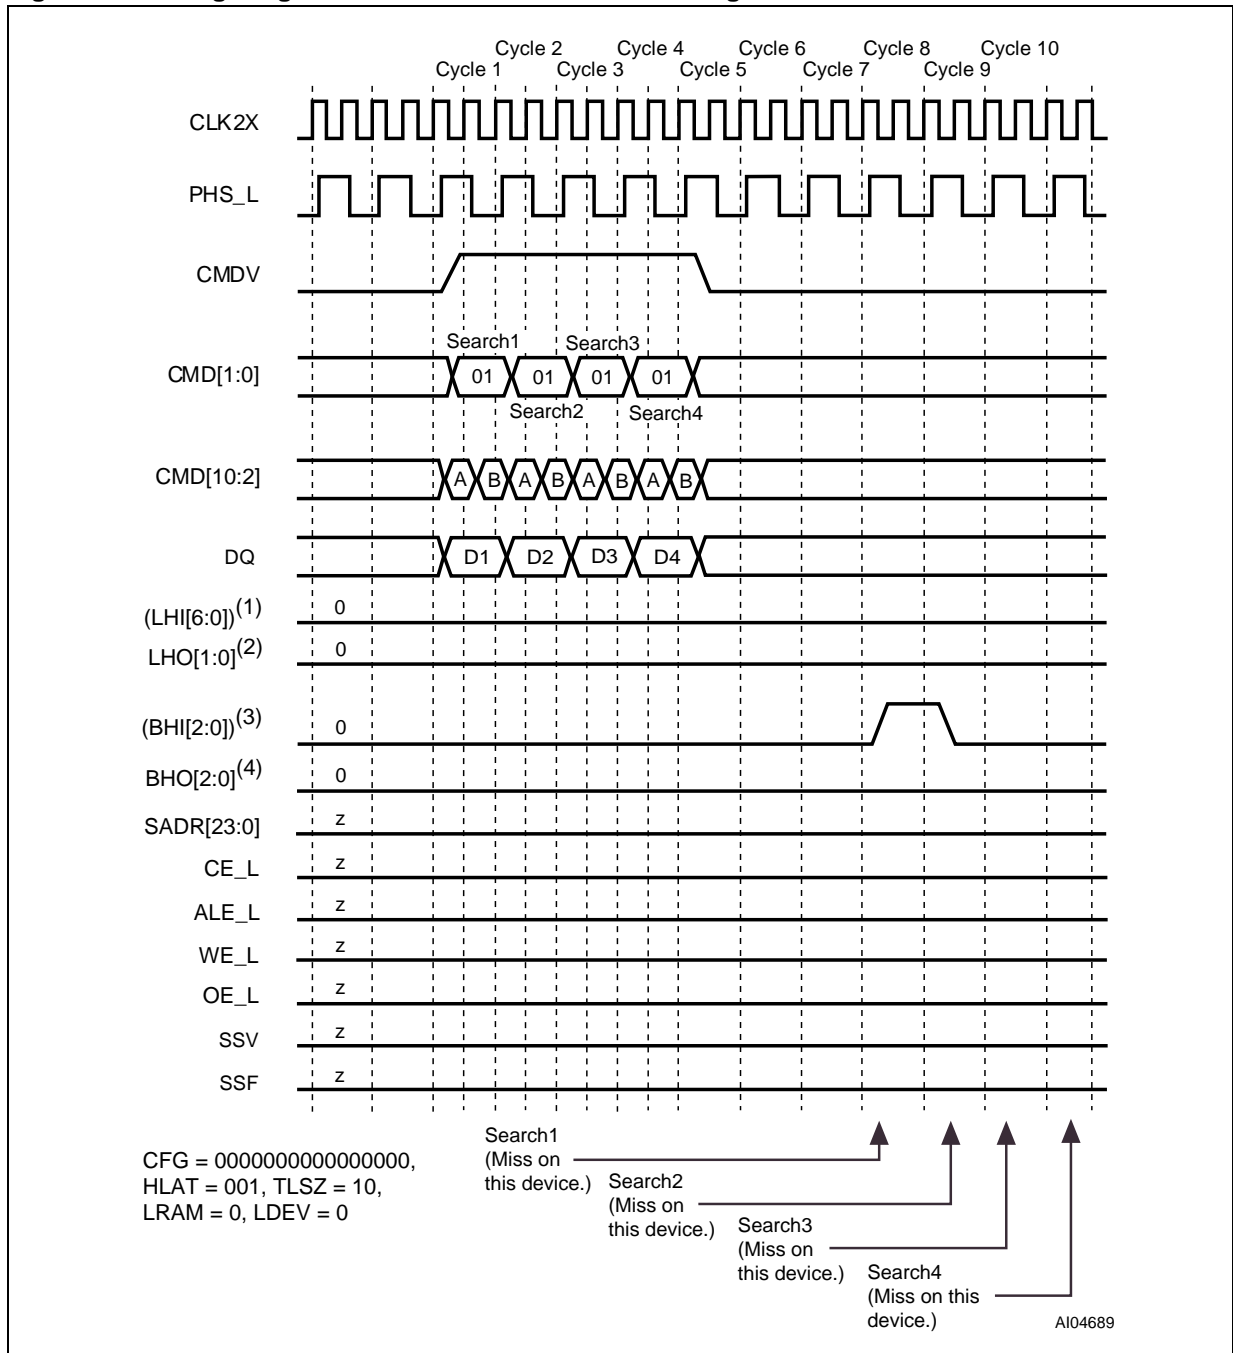 Cycle 2 Cycle 4 Cycle 6 Cycle 8 Cycle 10
Cycle 1 Cycle 3 Cycle 5 Cycle 7 Cycle 9
CLK2X
PHS_L
CMDV
Search1 Search3
CMD[1:0] 01 01 01 01
Search2 Search4
CMD[10:2] A B A B A B A B
DQ D1 D2 D3 D4
(LHI[6:0])(1) 0
LHO[1:0](2) 0
(BHI[2:0])(3) 0
BHO[2:0](4) 0
SADR[23:0] z
CE_L z
ALE_L z
WE_L z
OE_L z
SSV z
SSF z
CFG = 0000000000000000,
HLAT = 001, TLSZ = 10,
LRAM = 0, LDEV = 0
Search1
(Miss on
this device.)
Search2
(Miss on
this device.)
Search3
(Miss on
this device.)
Search4
(Miss on this
device.)
AI04689